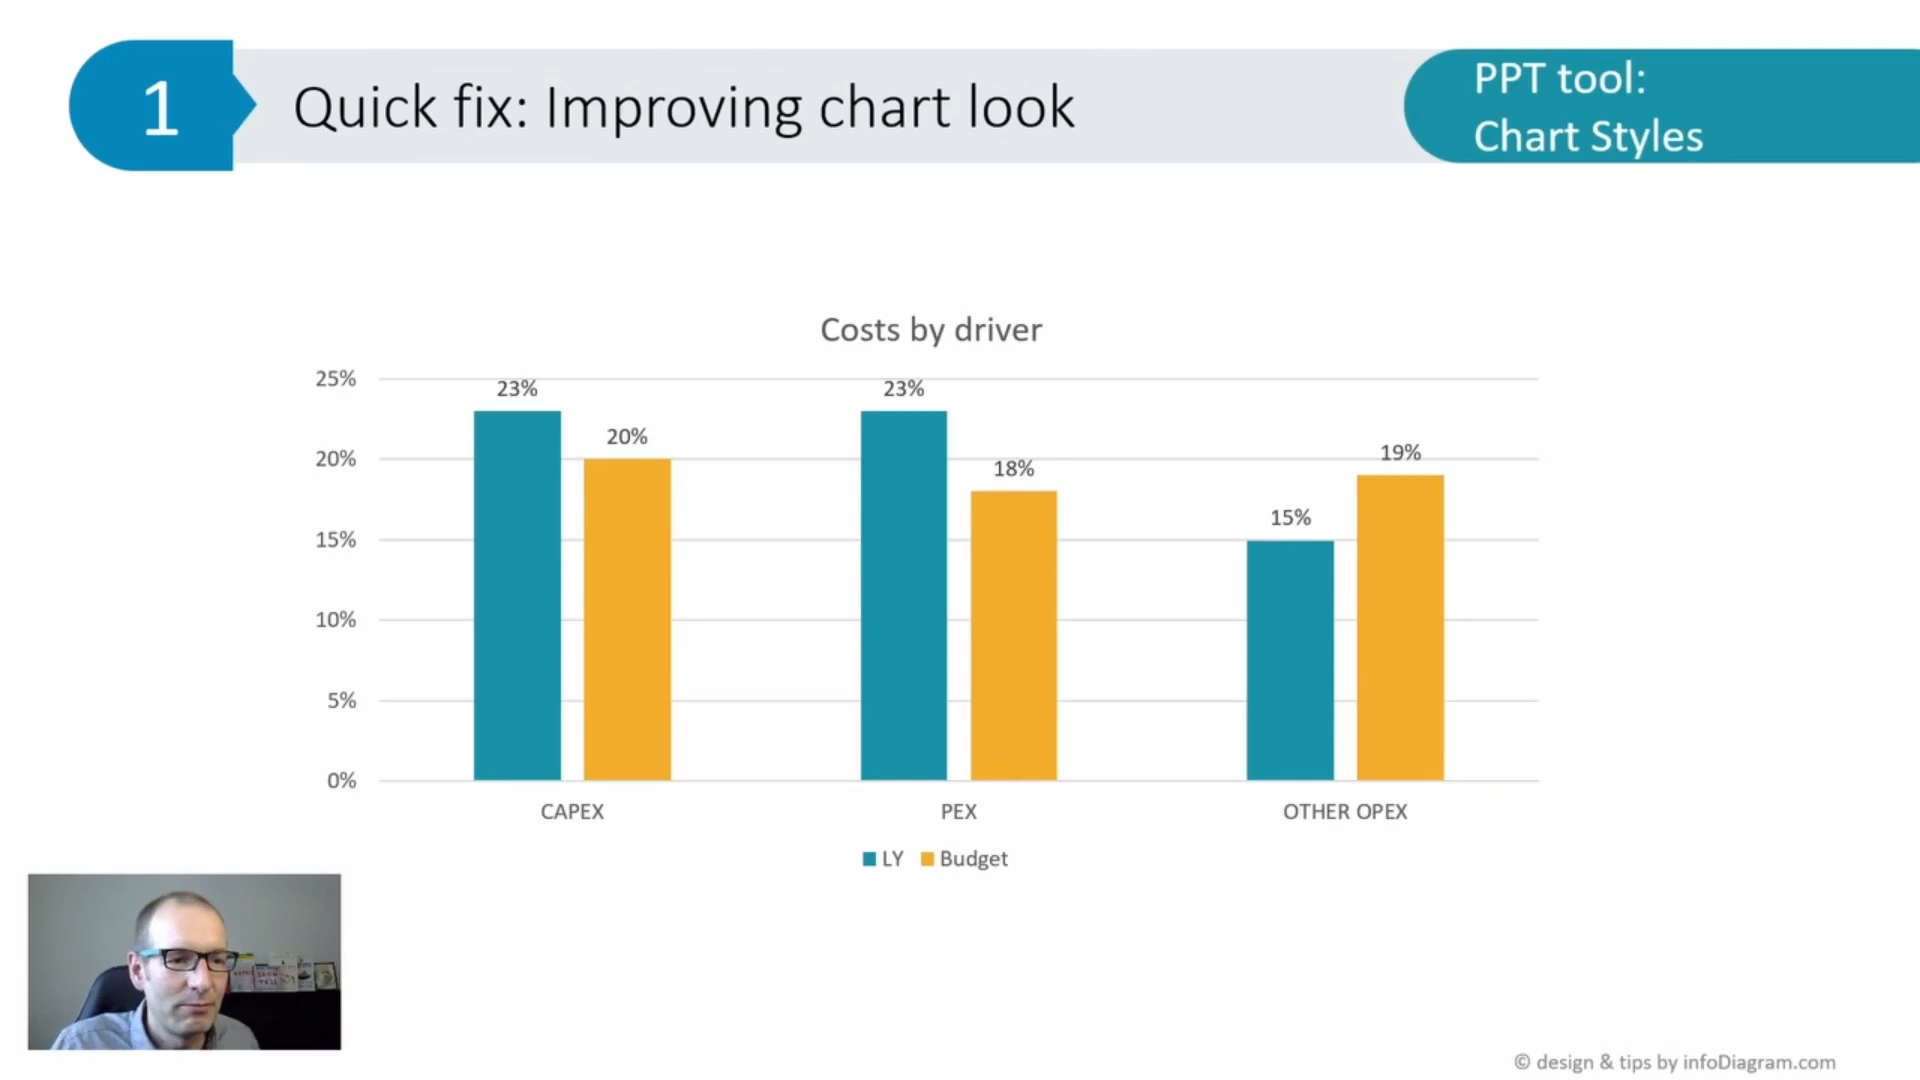 1
Quick fix: Improving chart look
PPT tool:
Chart Styles
Costs by driver
25%
20%
15%
10%
5%
0%
23%
20%
23%
18%
15%
19%
CAPEX
PEX
OTHER OPEX
LY
Budget
© design & tips by infoDiagram.com